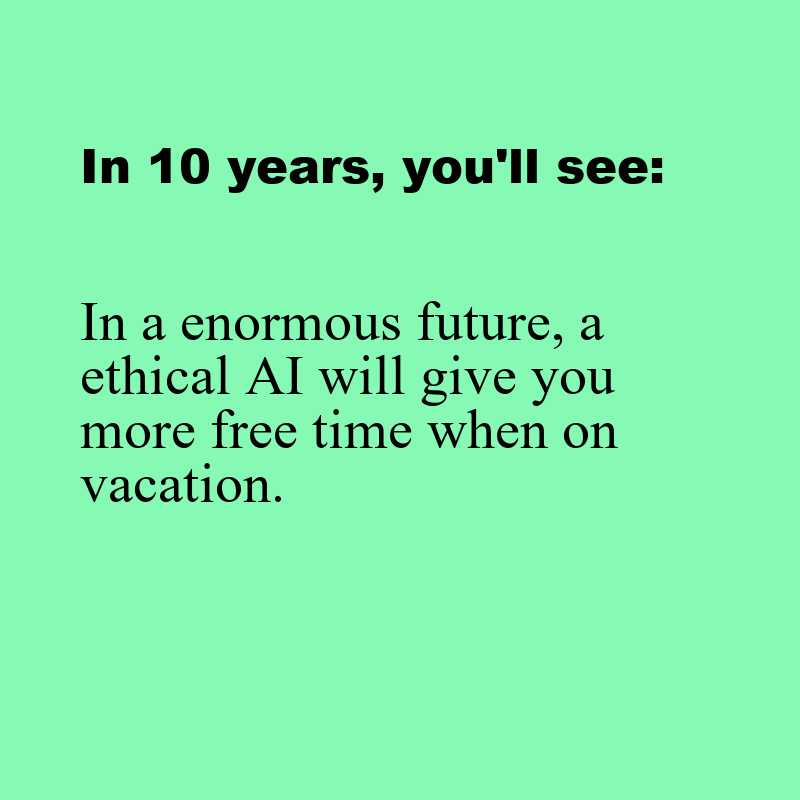 In 10 years, you'll see:
In a enormous future, a
ethical AI will give you
more free time when on
vacation.